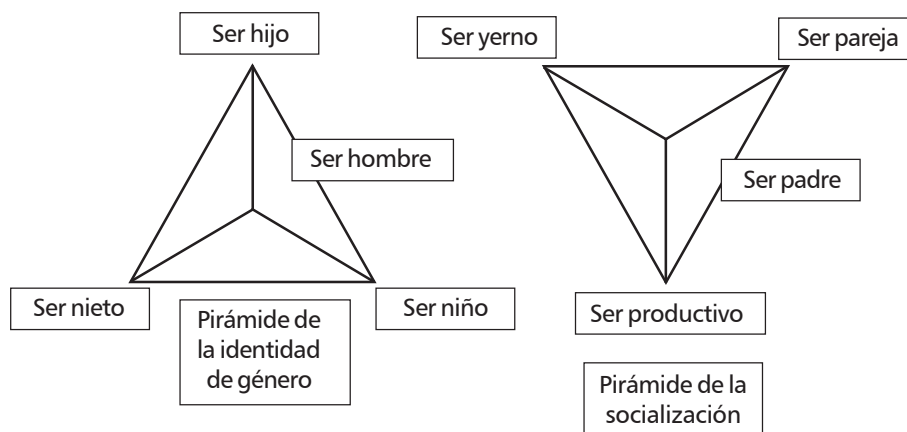 Ser hijo
Ser hombre
Ser nieto
Ser niño
Pirámide de
la identidad
de género
Ser yerno
Ser pareja
Ser padre
Ser productivo
Pirámide de la
socialización